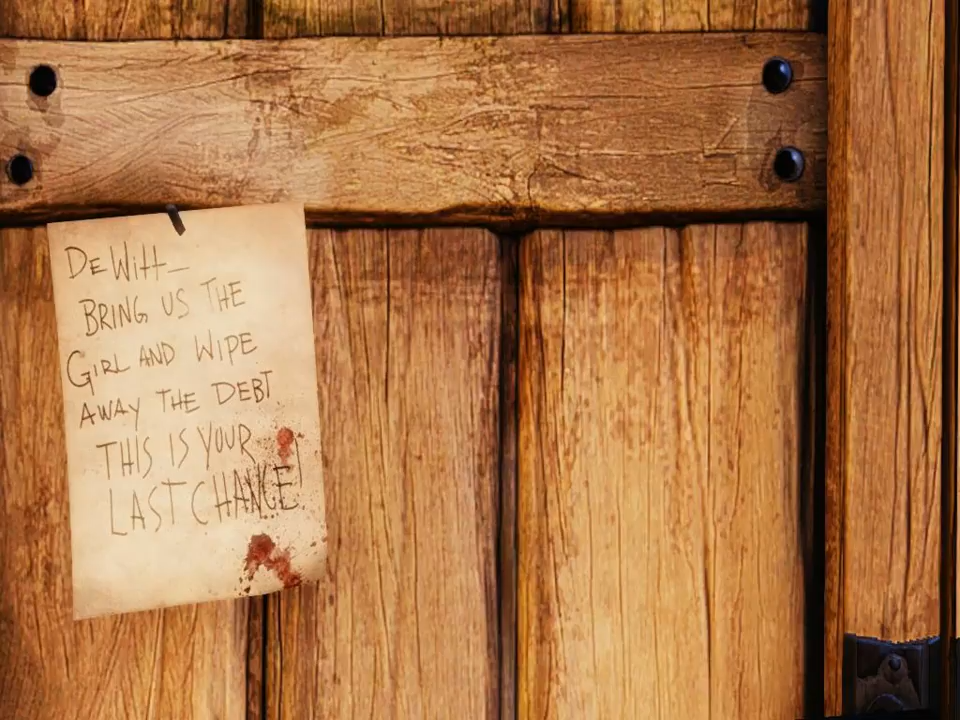 DeWitt—
BRING US THE
GIRL AND WIPE
AWAY THE DEBT.
THIS IS YOUR
LAST CHANCE!